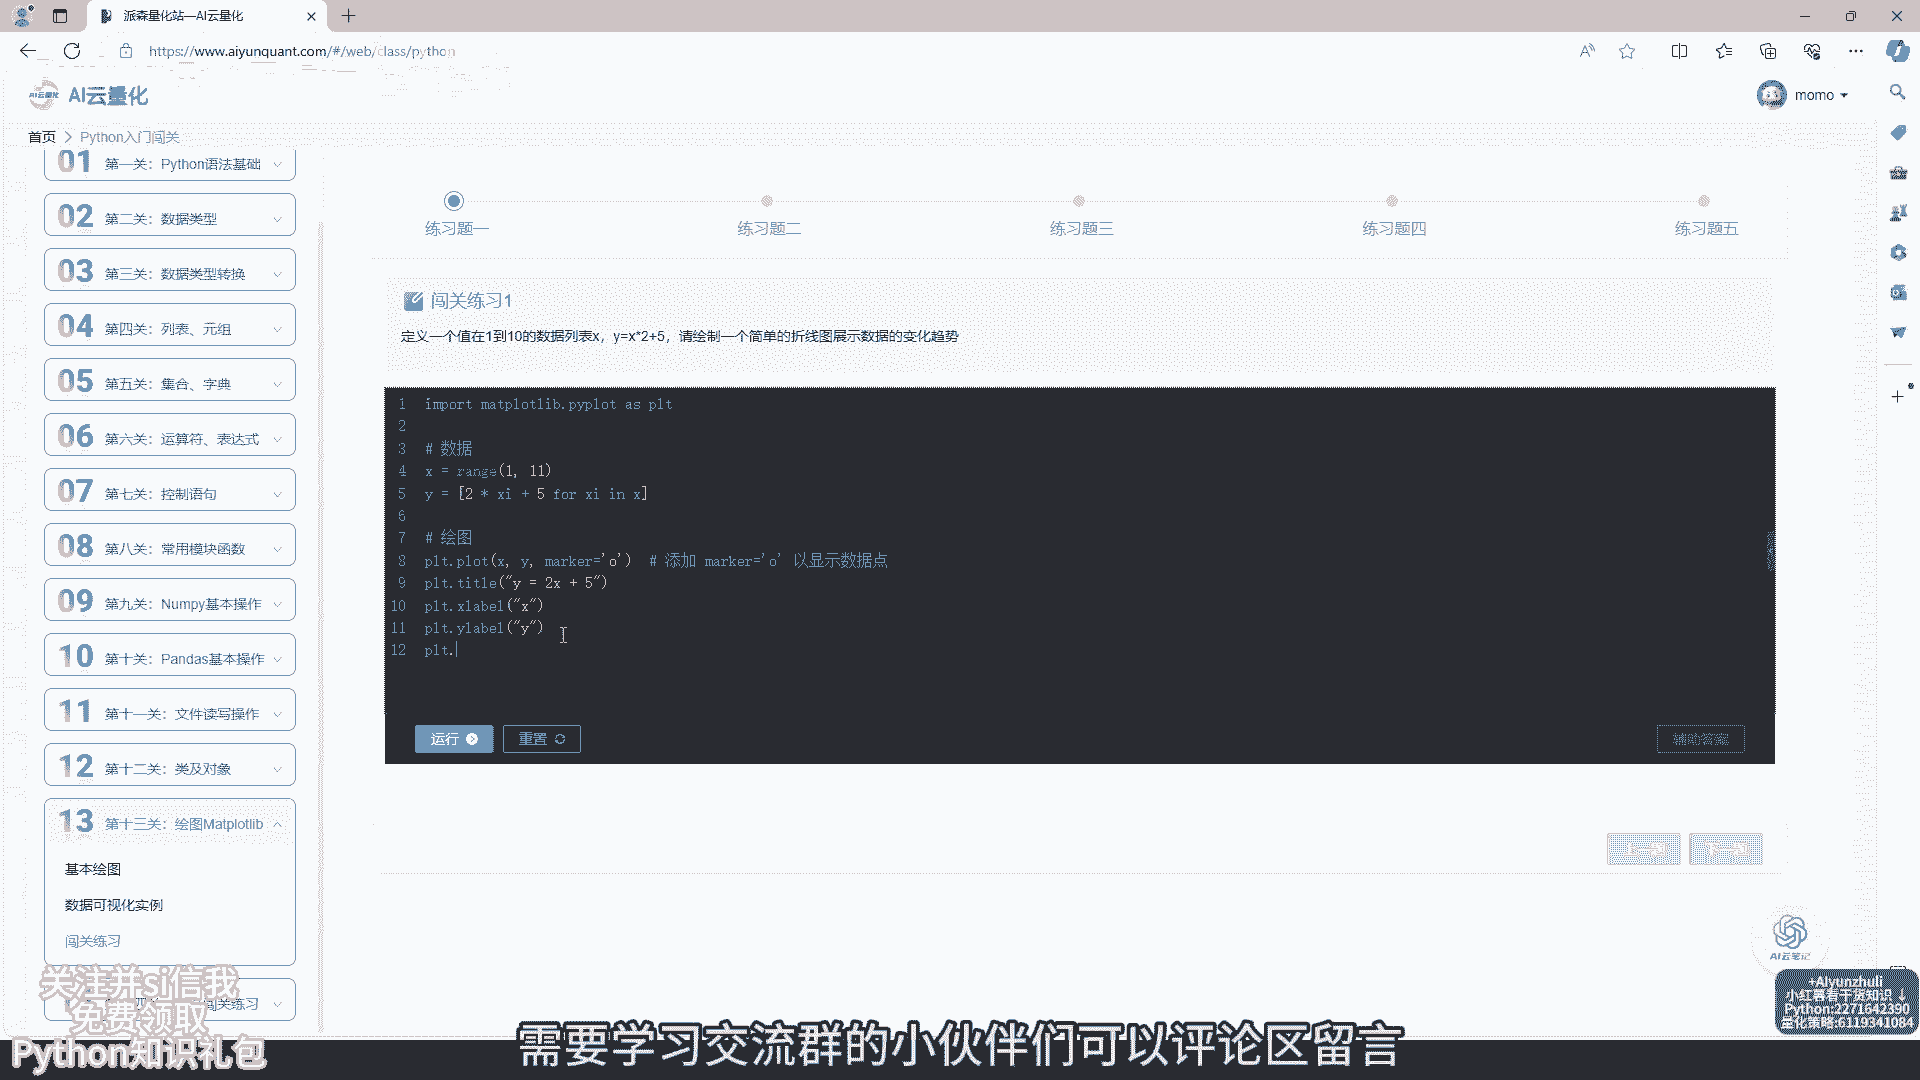 派森量化站—AI云量化
https://www.aiyunquant.com/#/web/class/python
AI云量化
momo
首页 > Python入门闯关
01 第一关：Python语法基础
02 第二关：数据类型
03 第三关：数据类型转换
04 第四关：列表、元组
05 第五关：集合、字典
06 第六关：运算符、表达式
07 第七关：控制语句
08 第八关：常用模块函数
09 第九关：Numpy基本操作
10 第十关：Pandas基本操作
11 第十一关：文件读写操作
12 第十二关：类及对象
13 第十三关：绘图Matplotlib
基本绘图
数据可视化实例
闯关练习
闯关练习
练习题一
练习题二
练习题三
练习题四
练习题五
闯关练习1
定义一个值在1到10的数据列表x，y=x*2+5，请绘制一个简单的折线图展示数据的变化趋势
1 import matplotlib.pyplot as plt
2
3 # 数据
4 x = range(1, 11)
5 y = [2 * xi + 5 for xi in x]
6
7 # 绘图
8 plt.plot(x, y, marker='o') # 添加 marker='o' 以显示数据点
9 plt.title("y = 2x + 5")
10 plt.xlabel("x")
11 plt.ylabel("y")
12 plt.
运行
重置
辅助答案
上一题
下一题
AI云笔记
+AIyunzhuli
小红薯看干货知识↓
Python:2271642390
量化策略:6119341084
关注并si信我
免费领取
Python知识礼包
需要学习交流群的小伙伴们可以评论区留言